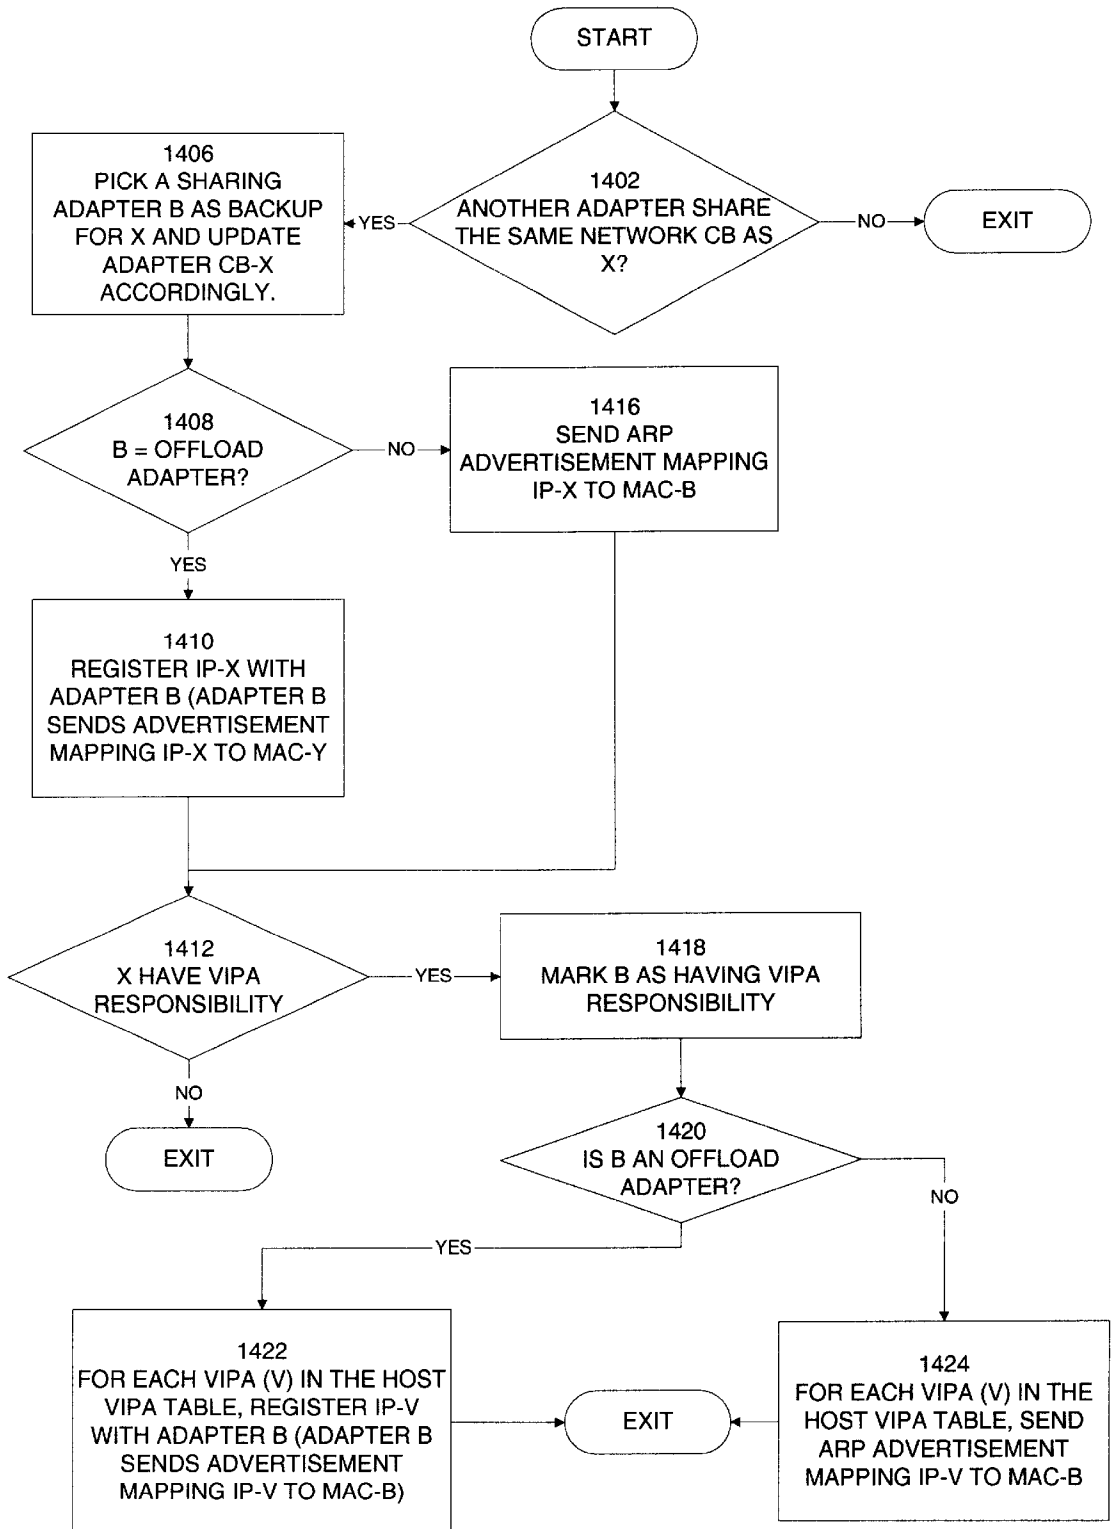 START
1402
ANOTHER ADAPTER SHARE
THE SAME NETWORK CB AS
X?
YES
NO
EXIT
1406
PICK A SHARING
ADAPTER B AS BACKUP
FOR X AND UPDATE
ADAPTER CB-X
ACCORDINGLY.
1408
B = OFFLOAD
ADAPTER?
NO
1416
SEND ARP
ADVERTISEMENT MAPPING
IP-X TO MAC-B
YES
1410
REGISTER IP-X WITH
ADAPTER B (ADAPTER B
SENDS ADVERTISEMENT
MAPPING IP-X TO MAC-Y
1412
X HAVE VIPA
RESPONSIBILITY
YES
1418
MARK B AS HAVING VIPA
RESPONSIBILITY
NO
EXIT
1420
IS B AN OFFLOAD
ADAPTER?
NO
YES
1422
FOR EACH VIPA (V) IN THE HOST
VIPA TABLE, REGISTER IP-V
WITH ADAPTER B (ADAPTER B
SENDS ADVERTISEMENT
MAPPING IP-V TO MAC-B)
EXIT
1424
FOR EACH VIPA (V) IN THE
HOST VIPA TABLE, SEND
ARP ADVERTISEMENT
MAPPING IP-V TO MAC-B